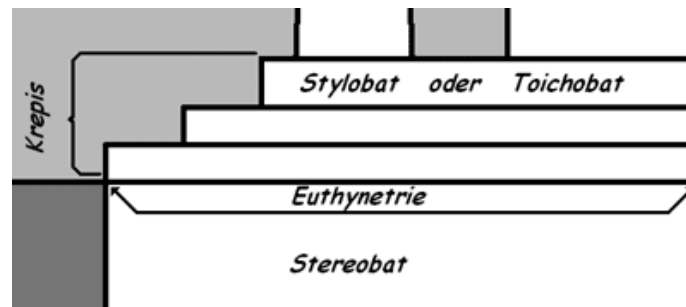 Krepis
Stylobat oder Toichobat
Euthynetrie
Stereobat